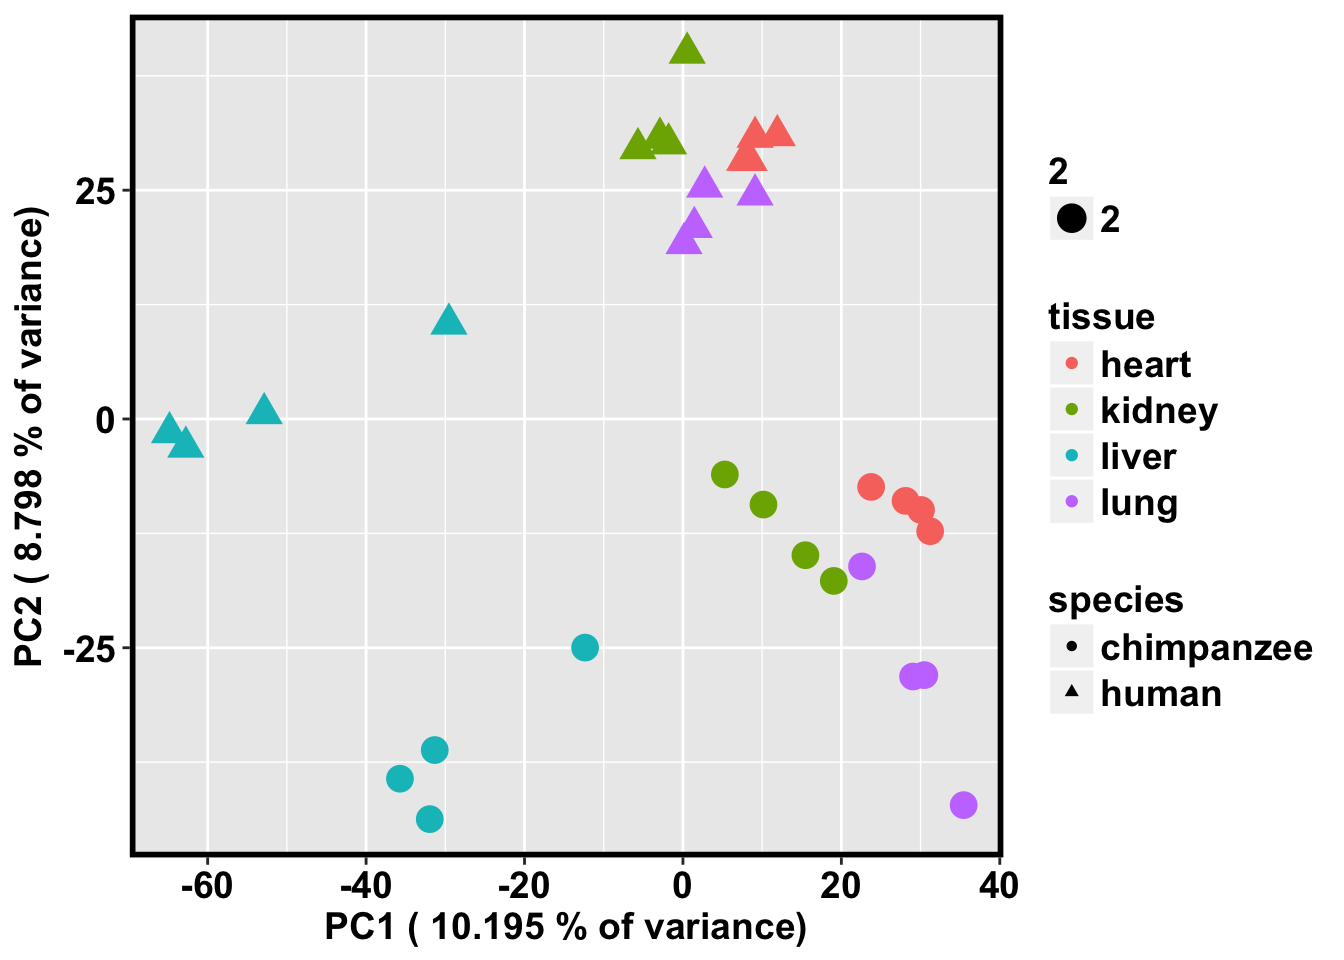 2
2
tissue
heart
kidney
liver
lung
species
chimpanzee
human
PC2 ( 8.798 % of variance)
25
0
-25
-60
-40
-20
0
20
40
PC1 ( 10.195 % of variance)